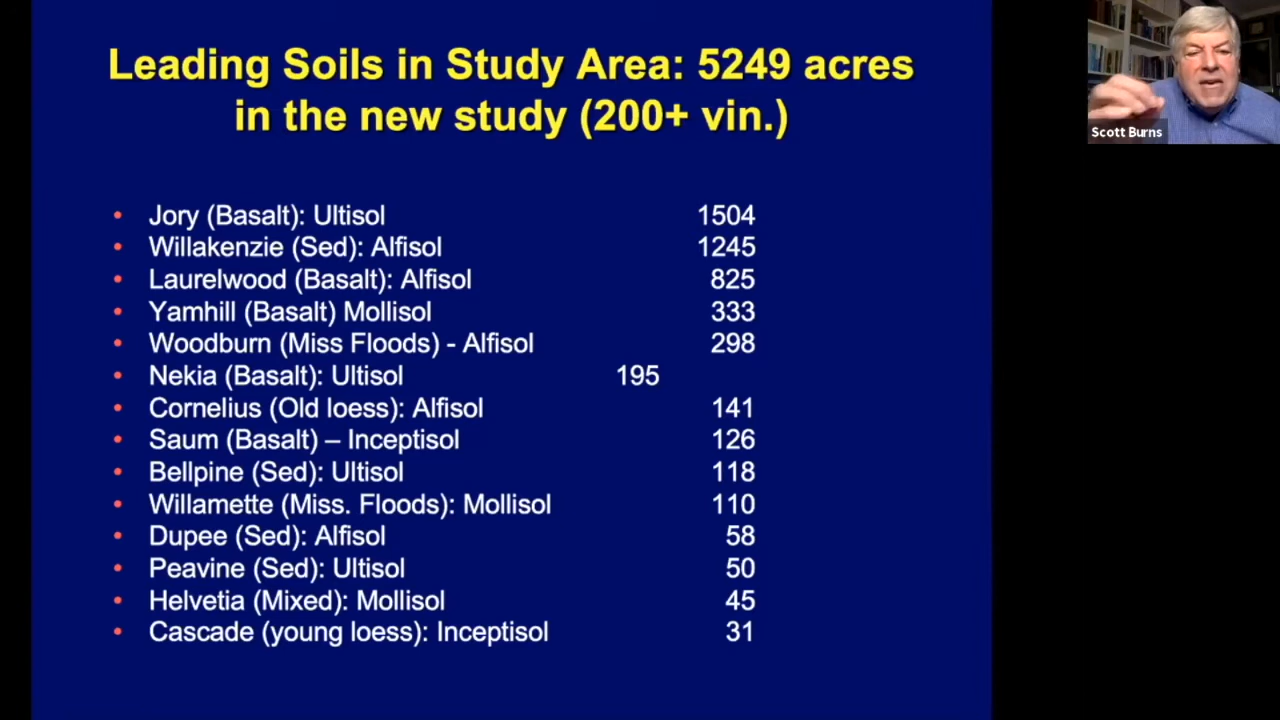 Leading Soils in Study Area: 5249 acres
in the new study (200+ vin.)
Scott Burns
• Jory (Basalt): Ultisol 1504
• Willakenzie (Sed): Alfisol 1245
• Laurelwood (Basalt): Alfisol 825
• Yamhill (Basalt) Mollisol 333
• Woodburn (Miss Floods) - Alfisol 298
• Nekia (Basalt): Ultisol 195
• Cornelius (Old loess): Alfisol 141
• Saum (Basalt) – Inceptisol 126
• Bellpine (Sed): Ultisol 118
• Willamette (Miss. Floods): Mollisol 110
• Dupee (Sed): Alfisol 58
• Peavine (Sed): Ultisol 50
• Helvetia (Mixed): Mollisol 45
• Cascade (young loess): Inceptisol 31